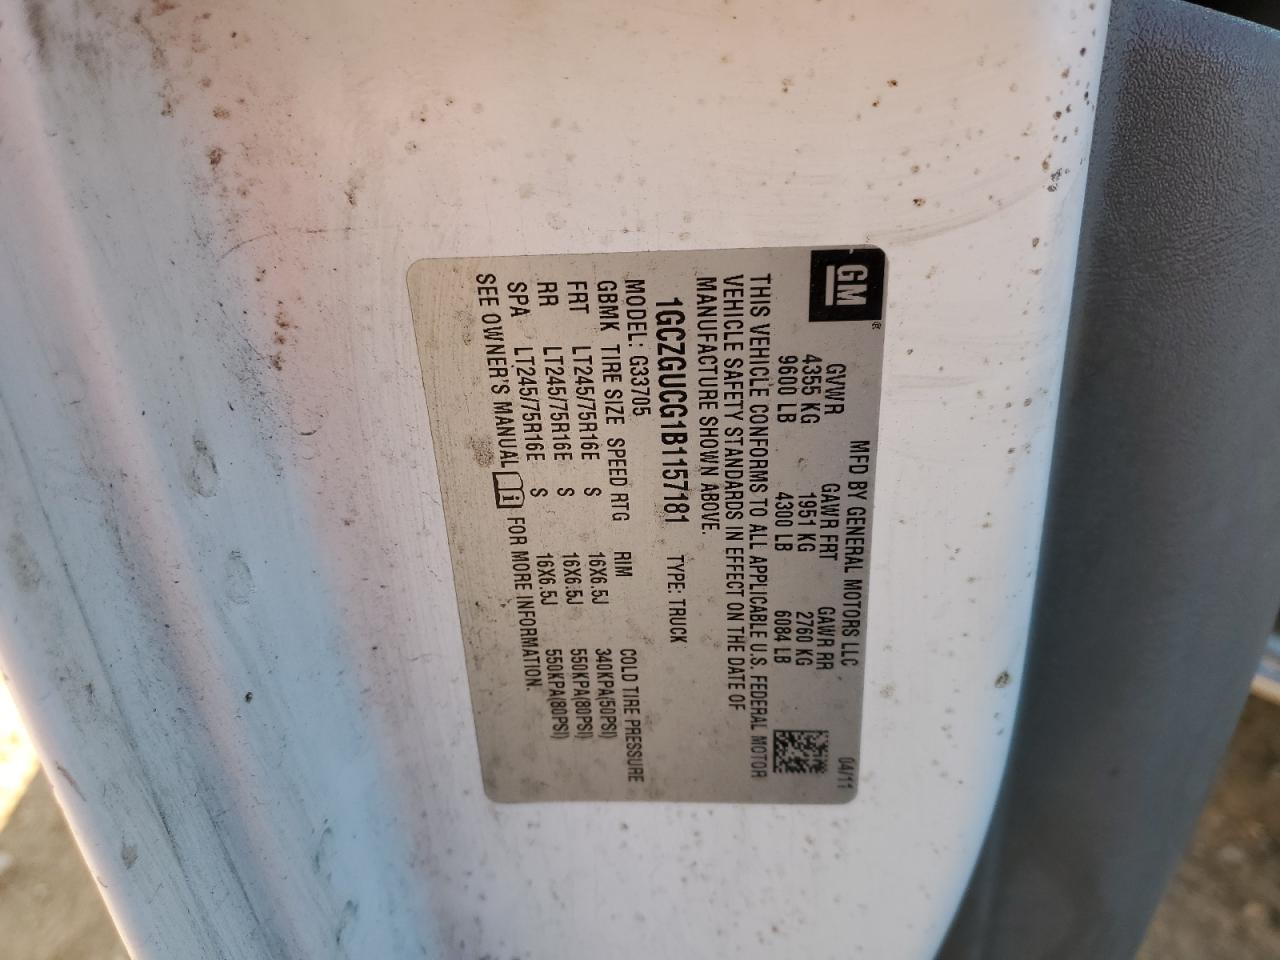 GM ®
MFD BY GENERAL MOTORS LLC 04/11
GVWR GAWR FRT GAWR RR
4355 KG 1951 KG 2760 KG
9600 LB 4300 LB 6084 LB
THIS VEHICLE CONFORMS TO ALL APPLICABLE U.S. FEDERAL MOTOR
VEHICLE SAFETY STANDARDS IN EFFECT ON THE DATE OF
MANUFACTURE SHOWN ABOVE.
1GCZGUCG1B1157181 TYPE: TRUCK
MODEL: G33705
GBMK TIRE SIZE SPEED RTG RIM COLD TIRE PRESSURE
FRT LT245/75R16E S 16X6.5J 340KPA(50PSI)
RR LT245/75R16E S 16X6.5J 550KPA(80PSI)
SPA LT245/75R16E S 16X6.5J 550KPA(80PSI)
SEE OWNER'S MANUAL i FOR MORE INFORMATION.